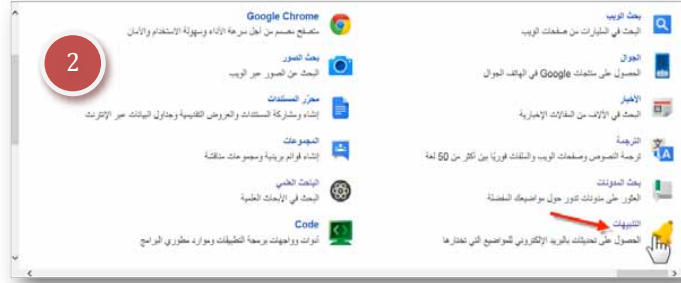 2
بحث الويب
البحث في المليارات من صفحات الويب
Google Chrome
متصفح مصمم من أجل سرعة الأداء وسهولة الاستخدام والأمان
الجوال
الحصول على منتجات Google في الهاتف الجوال
بحث الصور
البحث عن الصور عبر الويب
الأخبار
البحث في الآلاف من المقالات الإخبارية
محرّر المستندات
إنشاء ومشاركة المستندات والعروض التقديمية وجداول البيانات عبر الإنترنت
الترجمة
ترجمة النصوص وصفحات الويب والملفات فوريًا بين أكثر من 50 لغة
المجموعات
إنشاء قوائم بريدية ومجموعات مناقشة
بحث المدونات
العثور على مدونات تدور حول مواضيعك المفضلة
الباحث العلمي
البحث في الأبحاث العلمية
التنبيهات
الحصول على تحديثات بالبريد الإلكتروني للمواضيع التي تختارها
Code
أدوات وواجهات برمجة التطبيقات وموارد مطوري البرامج